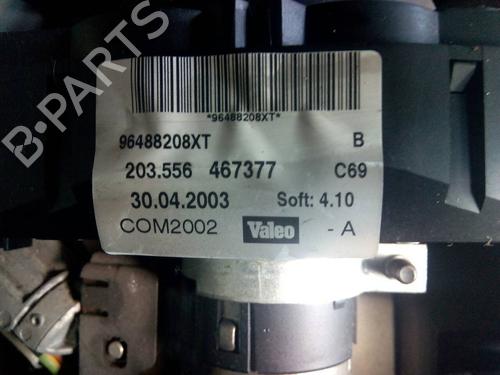 *96488208XT*
96488208XT B
203.556 467377 C69
30.04.2003 Soft: 4.10
COM2002 Valeo - A
B-PARTS